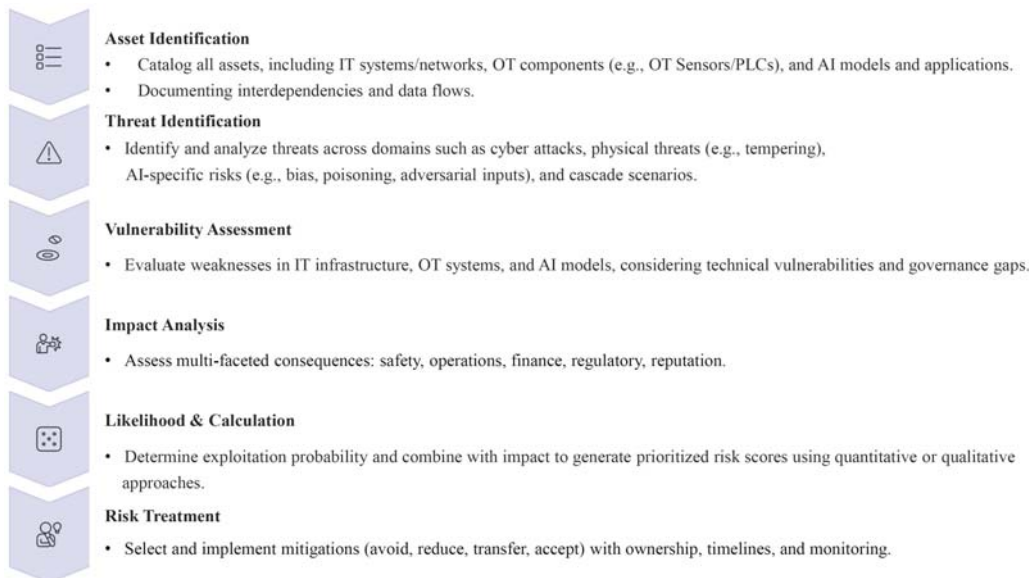 Asset Identification
• Catalog all assets, including IT systems/networks, OT components (e.g., OT Sensors/PLCs), and AI models and applications.
• Documenting interdependencies and data flows.
Threat Identification
• Identify and analyze threats across domains such as cyber attacks, physical threats (e.g., tempering),
AI-specific risks (e.g., bias, poisoning, adversarial inputs), and cascade scenarios.
Vulnerability Assessment
• Evaluate weaknesses in IT infrastructure, OT systems, and AI models, considering technical vulnerabilities and governance gaps.
Impact Analysis
• Assess multi-faceted consequences: safety, operations, finance, regulatory, reputation.
Likelihood & Calculation
• Determine exploitation probability and combine with impact to generate prioritized risk scores using quantitative or qualitative
approaches.
Risk Treatment
• Select and implement mitigations (avoid, reduce, transfer, accept) with ownership, timelines, and monitoring.